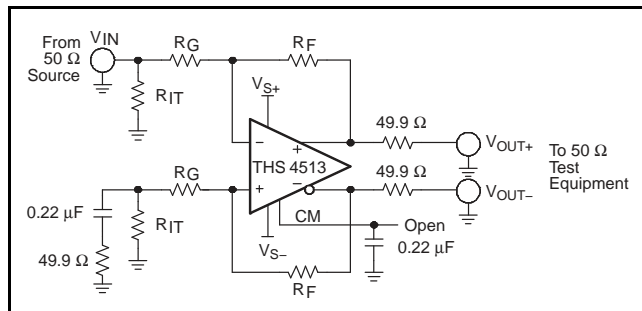 From
50 Ω
Source
VIN
RG
RF
RIT
VS+
49.9 Ω
VOUT+
−
+
THS 4513
+
−
To 50 Ω
Test
Equipment
RG
49.9 Ω
VOUT−
0.22 µF
RIT
CM
Open
VS−
0.22 µF
49.9 Ω
RF